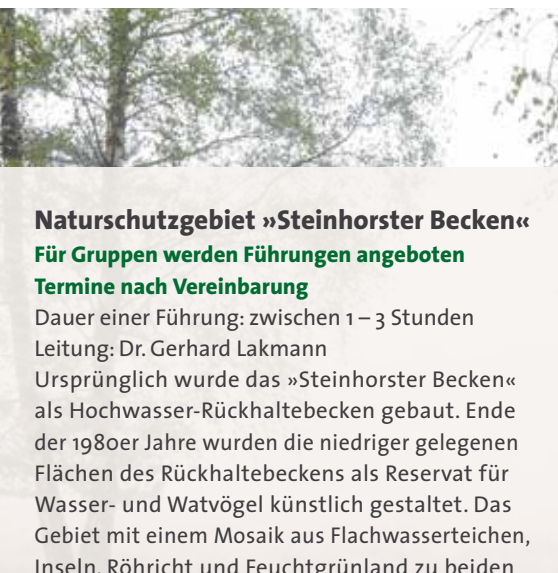 Naturschutzgebiet »Steinhorster Becken«
Für Gruppen werden Führungen angeboten
Termine nach Vereinbarung
Dauer einer Führung: zwischen 1 – 3 Stunden
Leitung: Dr. Gerhard Lakmann
Ursprünglich wurde das »Steinhorster Becken«
als Hochwasser-Rückhaltebecken gebaut. Ende
der 1980er Jahre wurden die niedriger gelegenen
Flächen des Rückhaltebeckens als Reservat für
Wasser- und Watvögel künstlich gestaltet. Das
Gebiet mit einem Mosaik aus Flachwasserteichen,
Inseln, Röhricht und Feuchtgrünland zu beiden